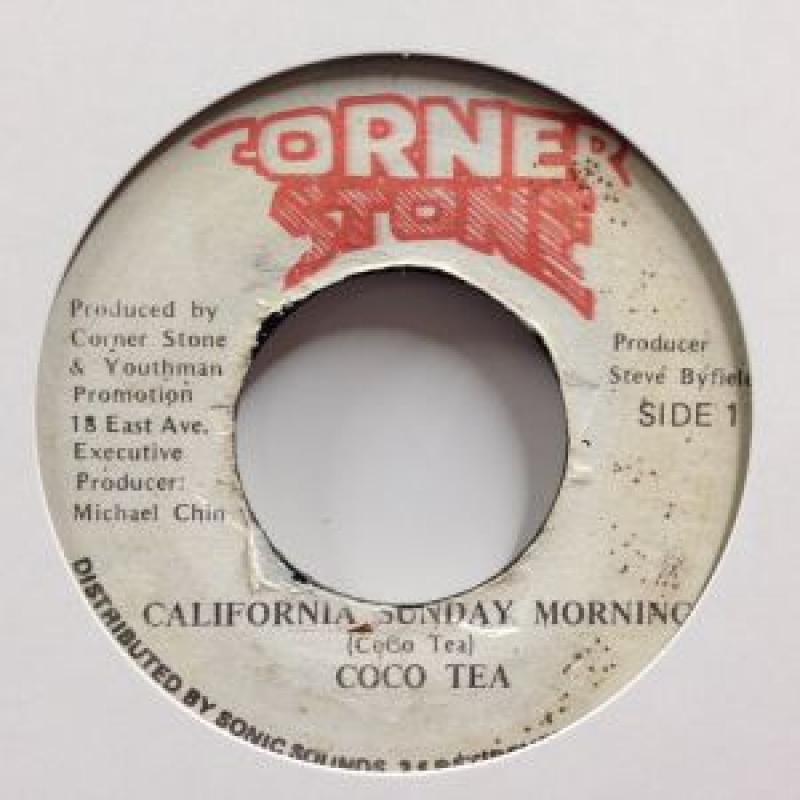 CORNER
STONE
Produced by
Corner Stone
& Youthman
Promotion
18 East Ave.
Executive
Producer:
Michael Chin
Producer
Steve Byfield
SIDE 1
CALIFORNIA SUNDAY MORNING
(CoCo Tea)
COCO TEA
DISTRIBUTED BY SONIC SOUNDS